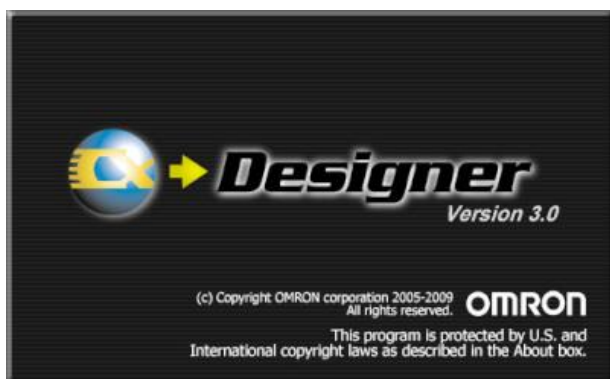 Cx Designer
Version 3.0
(c) Copyright OMRON corporation 2005-2009
All rights reserved.
OMRON
This program is protected by U.S. and
International copyright laws as described in the About box.